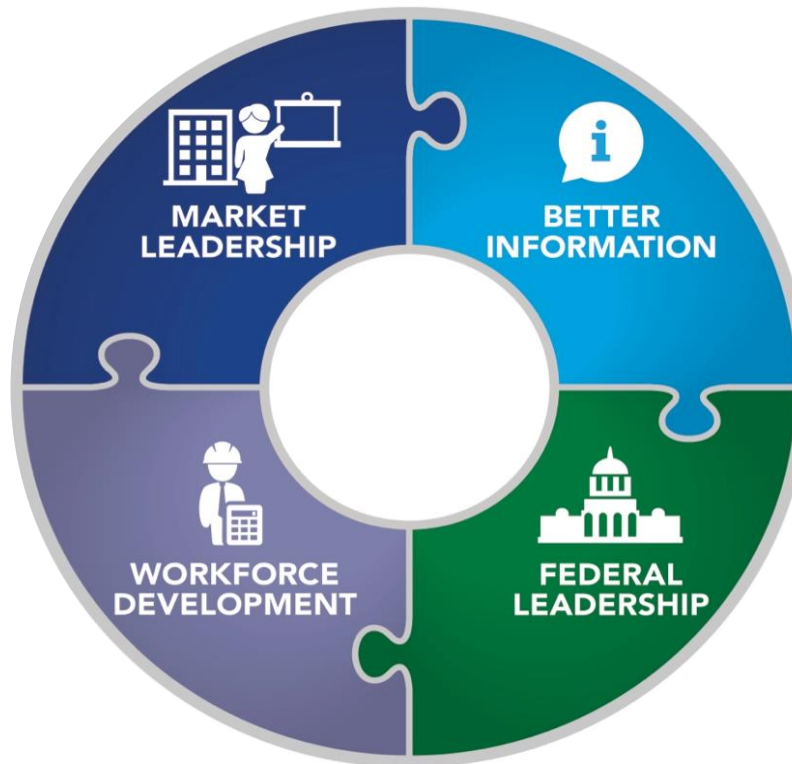 MARKET
LEADERSHIP
BETTER
INFORMATION
WORKFORCE
DEVELOPMENT
FEDERAL
LEADERSHIP